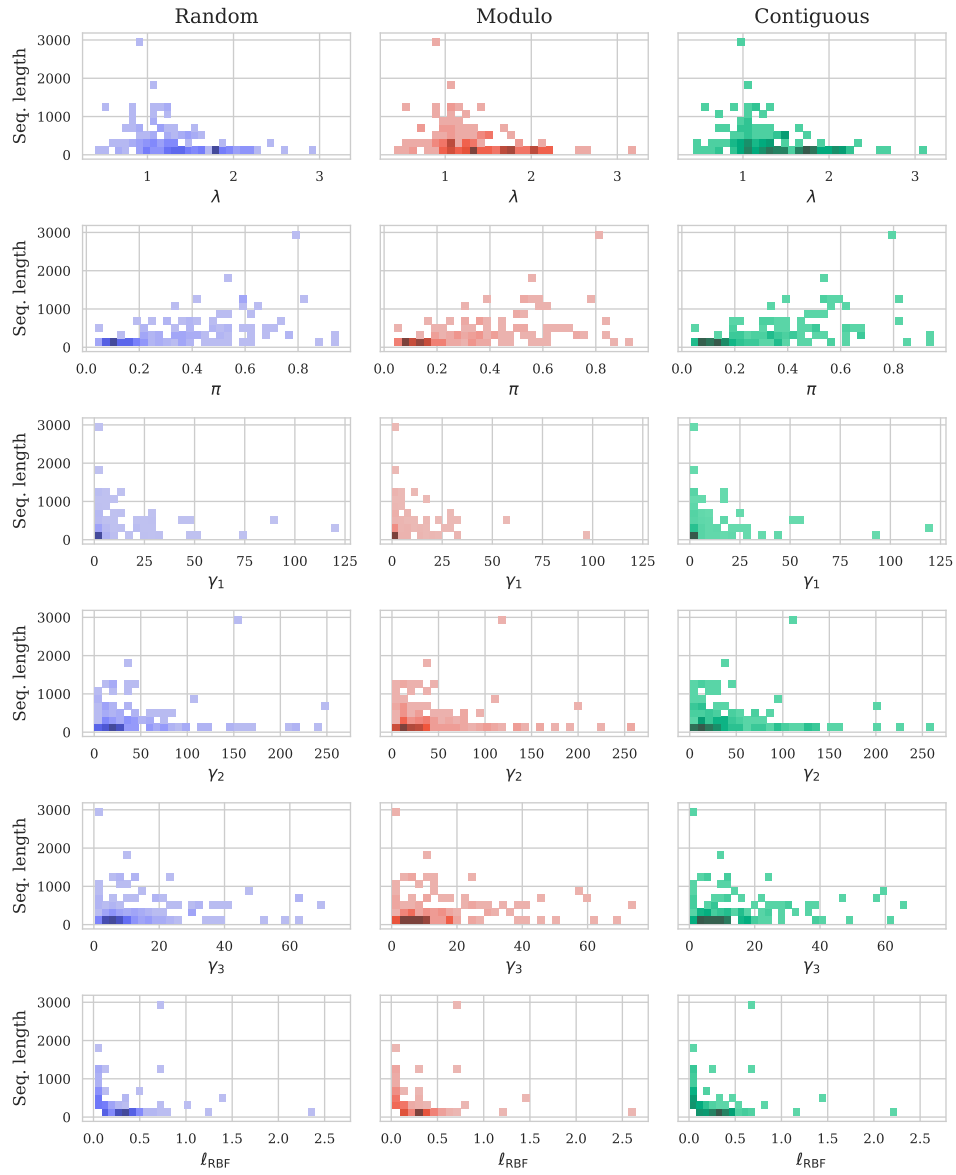 Random Modulo Contiguous
Seq. length
3000
2000
1000
0
1 2 3
1 2 3
1 2 3
λ λ λ
Seq. length
3000
2000
1000
0
0.0 0.2 0.4 0.6 0.8
0.0 0.2 0.4 0.6 0.8
0.0 0.2 0.4 0.6 0.8
π π π
Seq. length
3000
2000
1000
0
0 25 50 75 100 125
0 25 50 75 100 125
0 25 50 75 100 125
γ₁ γ₁ γ₁
Seq. length
3000
2000
1000
0
0 50 100 150 200 250
0 50 100 150 200 250
0 50 100 150 200 250
γ₂ γ₂ γ₂
Seq. length
3000
2000
1000
0
0 20 40 60
0 20 40 60
0 20 40 60
γ₃ γ₃ γ₃
Seq. length
3000
2000
1000
0
0.0 0.5 1.0 1.5 2.0 2.5
0.0 0.5 1.0 1.5 2.0 2.5
0.0 0.5 1.0 1.5 2.0 2.5
ℓRBF ℓRBF ℓRBF